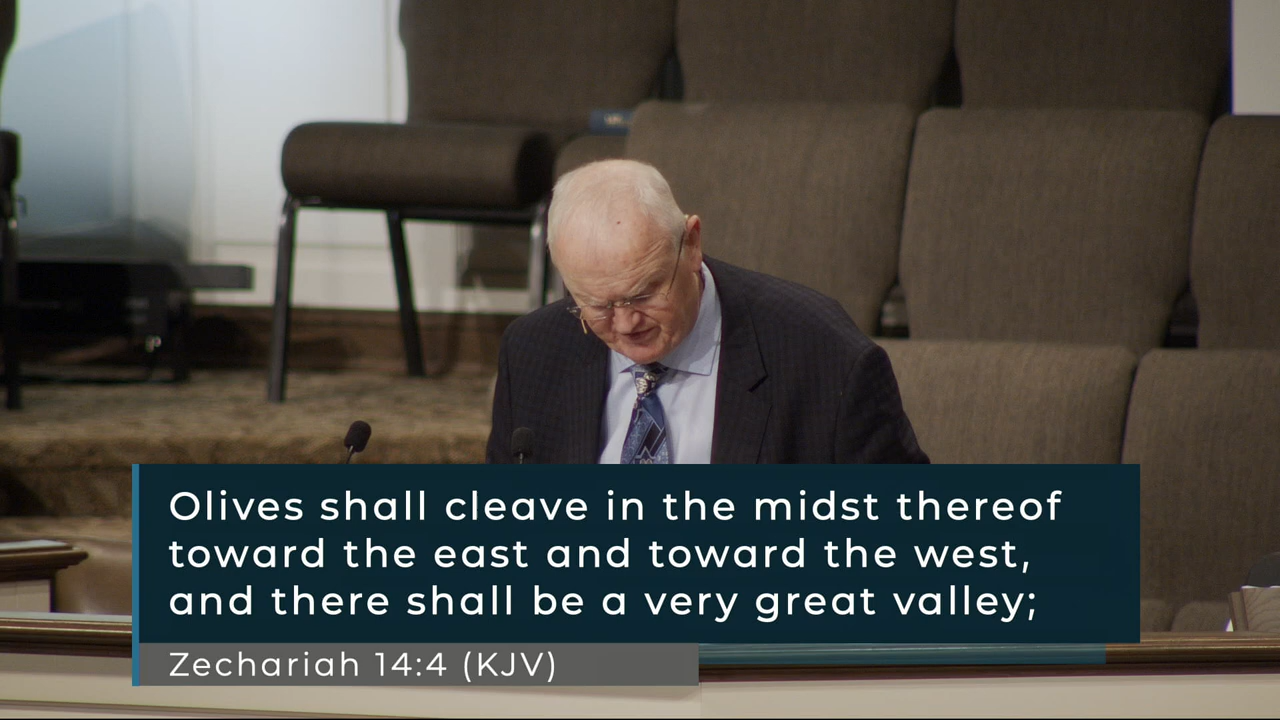 Olives shall cleave in the midst thereof
toward the east and toward the west,
and there shall be a very great valley;
Zechariah 14:4 (KJV)